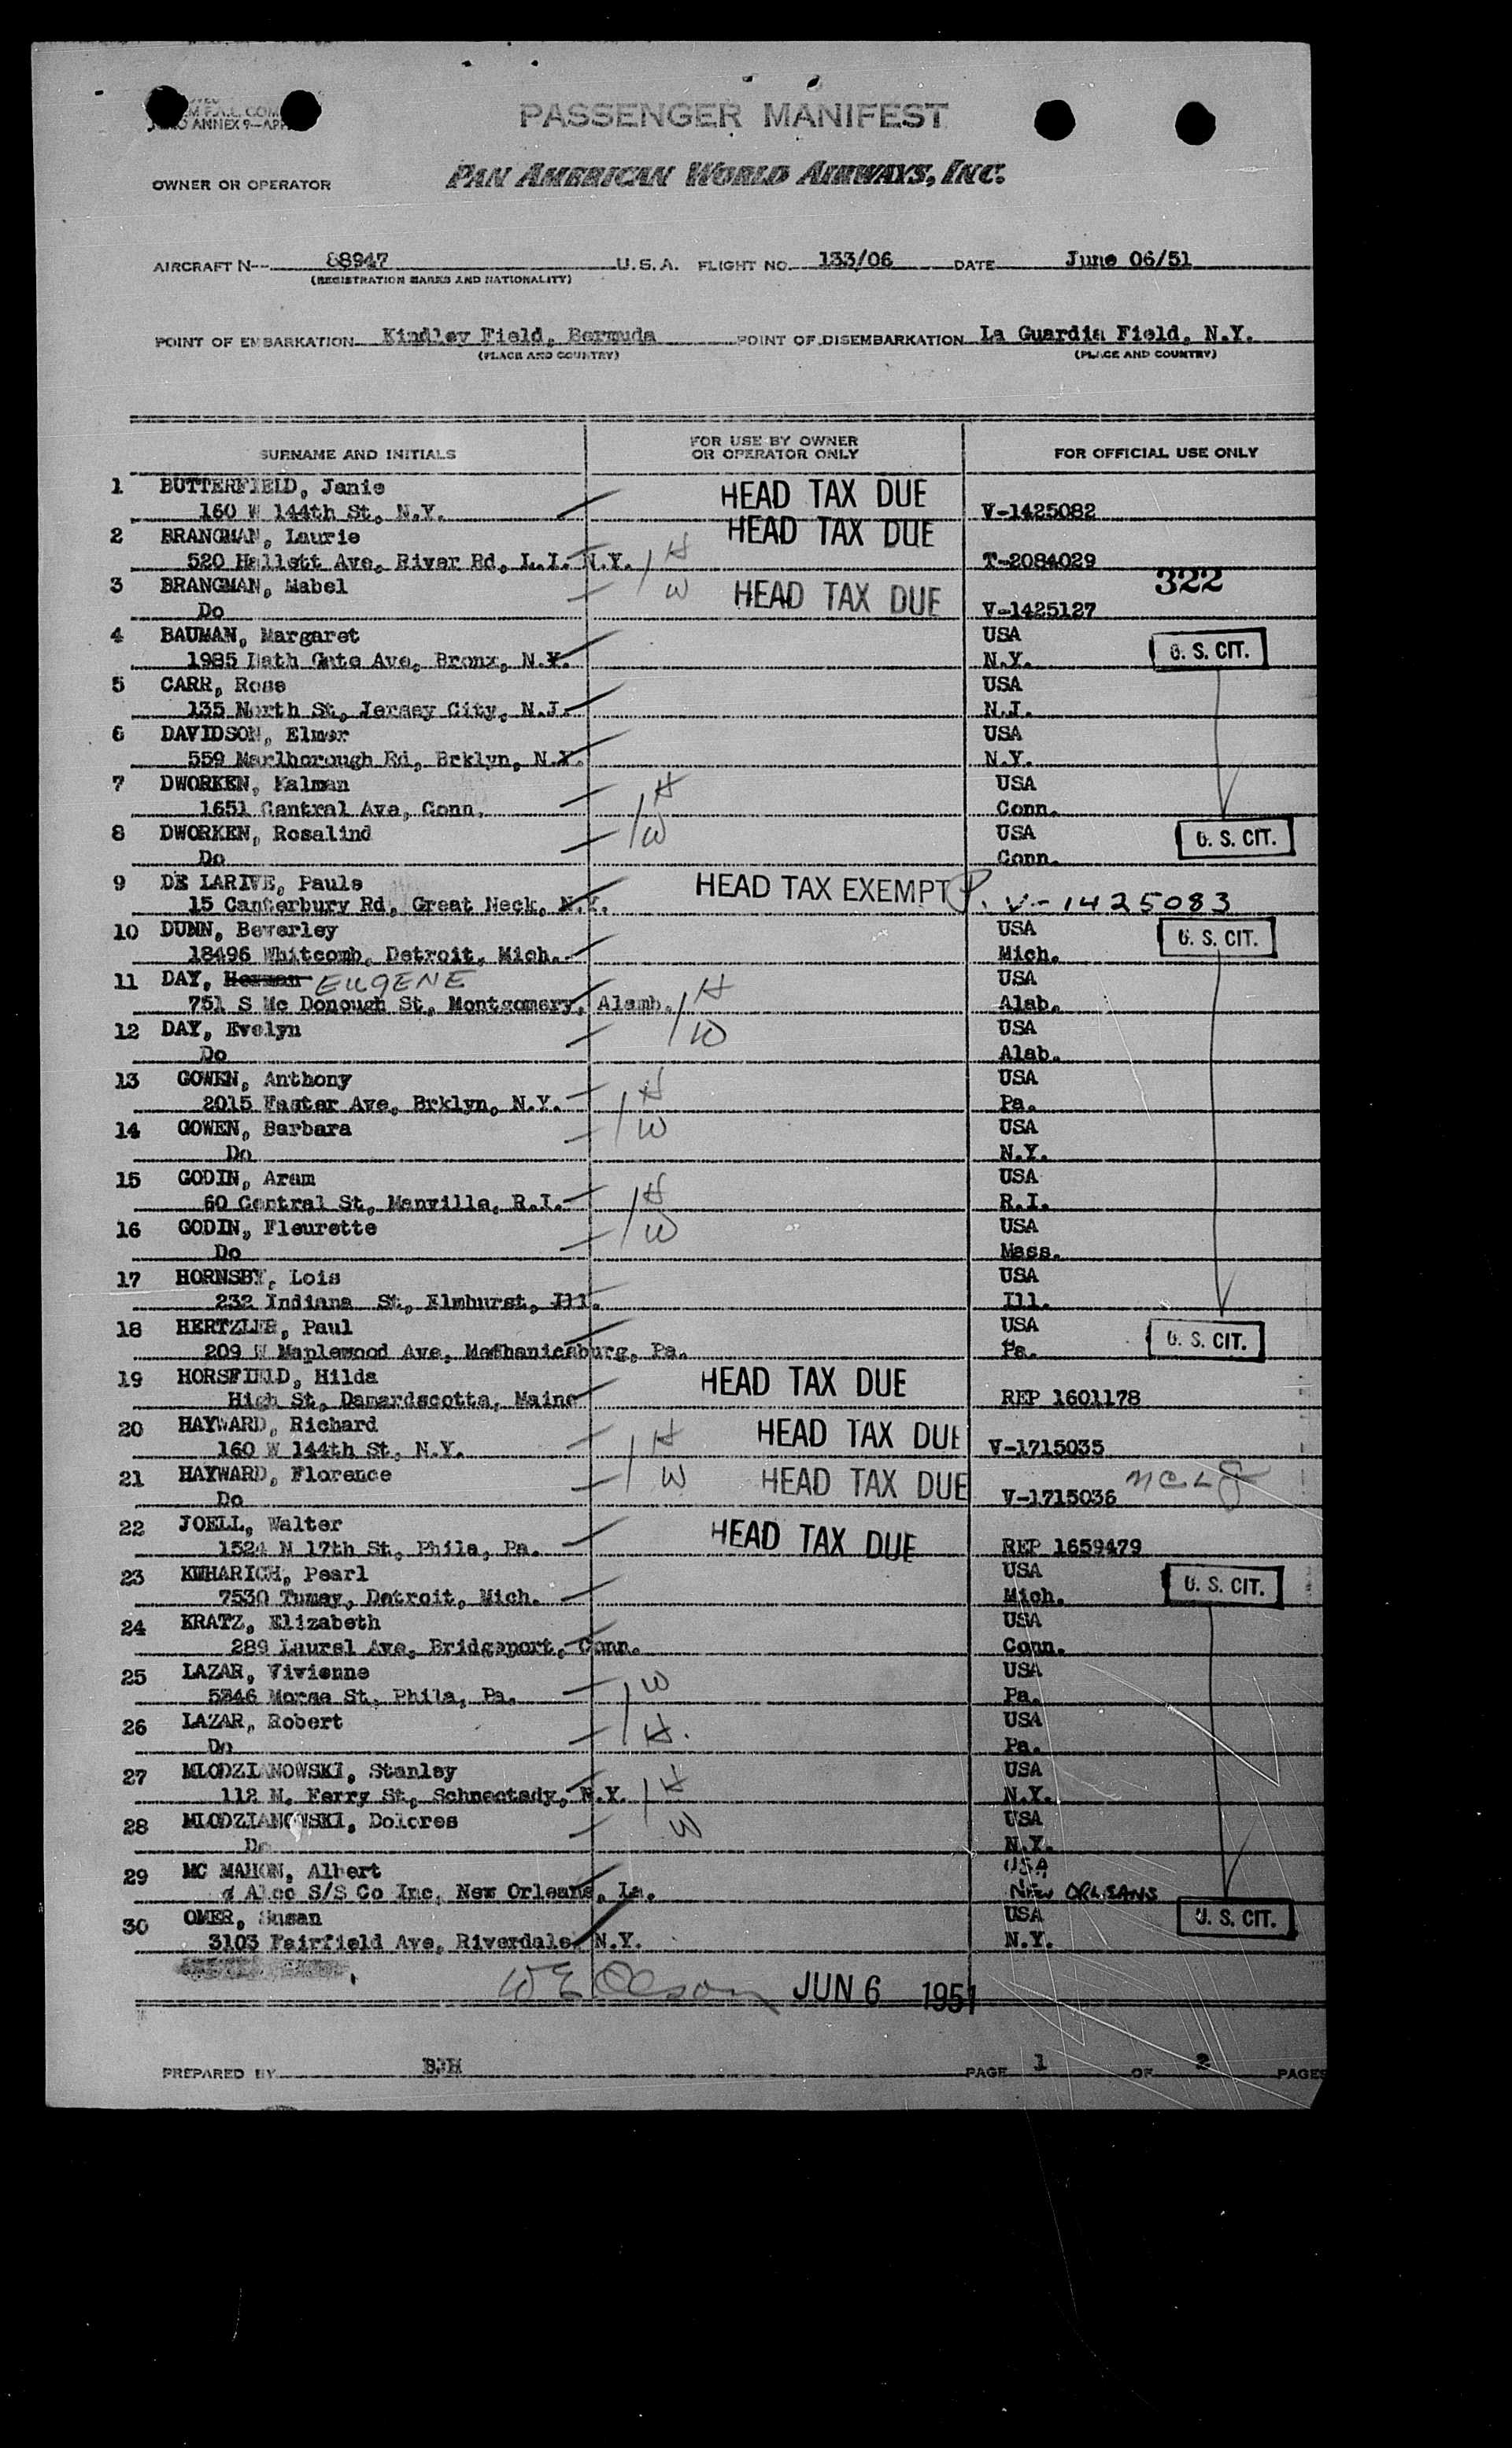 ANNEX 9—
PASSENGER MANIFEST
PAN AMERICAN WORLD AIRWAYS, INC.
OWNER OR OPERATOR
AIRCRAFT N-- 88947 U.S.A. FLIGHT NO. 133/06 DATE June 06/51
(REGISTRATION MARKS AND NATIONALITY)
POINT OF EMBARKATION Kindley Field, Bermuda POINT OF DISEMBARKATION La Guardia Field, N.Y.
(PLACE AND COUNTRY) (PLACE AND COUNTRY)
SURNAME AND INITIALS FOR USE BY OWNER OR OPERATOR ONLY FOR OFFICIAL USE ONLY
1 BUTTERFIELD, Janie HEAD TAX DUE
160 W 144th St, N.Y. V-1425082
2 BRANGMAN, Laurie HEAD TAX DUE
520 Hallett Ave, River Rd, L.I. N.Y. H T-2084029
322
3 BRANGMAN, Mabel W HEAD TAX DUE
Do V-1425127
4 BAUMAN, Margaret USA
1985 Bath Gate Ave, Bronx, N.Y. N.Y. U. S. CIT.
5 CARR, Rose USA
135 North St, Jersey City, N.J. N.J.
6 DAVIDSON, Elmer USA
559 Marlborough Rd, Brklyn, N.Y. N.Y.
7 DWORKEN, Kalman H USA
1651 Central Ave, Conn. Conn.
8 DWORKEN, Rosalind W USA U. S. CIT.
Do Conn.
9 DE LARIVE, Paule HEAD TAX EXEMPT
15 Canterbury Rd, Great Neck, N.Y. V-1425083
10 DUNN, Beverley USA U. S. CIT.
18496 Whitcomb, Detroit, Mich. Mich.
11 DAY, Herman EUGENE H USA
751 S Mc Donough St, Montgomery, Alamb. Alab.
12 DAY, Evelyn W USA
Do Alab.
13 GOWEN, Anthony H USA
2015 Faster Ave, Brklyn, N.Y. Pa.
14 GOWEN, Barbara W USA
Do N.Y.
15 GODIN, Aram H USA
60 Central St, Manville, R.I. R.I.
16 GODIN, Fleurette W USA
Do Mass.
17 HORNSBY, Lois USA
232 Indiana St, Elmhurst, Ill. Ill.
18 HERTZLER, Paul USA U. S. CIT.
209 W Maplewood Ave, Mechanicsburg, Pa. Pa.
19 HORSFIELD, Hilda HEAD TAX DUE
High St, Damardscotta, Maine REP 1601178
20 HAYWARD, Richard H HEAD TAX DUE
160 W 144th St, N.Y. V-1715035
21 HAYWARD, Florence W HEAD TAX DUE
Do V-1715036
22 JOELL, Walter HEAD TAX DUE
1524 N 17th St, Phila, Pa. REP 1659479
23 KUHARICH, Pearl USA U. S. CIT.
7530 Tumey, Detroit, Mich. Mich.
24 KRATZ, Elizabeth USA
289 Laurel Ave, Bridgeport, Conn. Conn.
25 LAZAR, Vivienne W USA
5246 Morse St, Phila, Pa. Pa.
26 LAZAR, Robert H. USA
Do Pa.
27 MLODZIANOWSKI, Stanley H USA
112 N. Ferry St, Schnectady, N.Y. N.Y.
28 MLODZIANOWSKI, Dolores W USA
Do N.Y.
29 MC MAHON, Albert USA
Alco S/S Co Inc, New Orleans, La. NEW ORLEANS
30 OMER, Susan USA U. S. CIT.
3103 Fairfield Ave, Riverdale, N.Y. N.Y.
W E Olson JUN 6 1951
PREPARED BY BJH PAGE 1 OF 2 PAGES